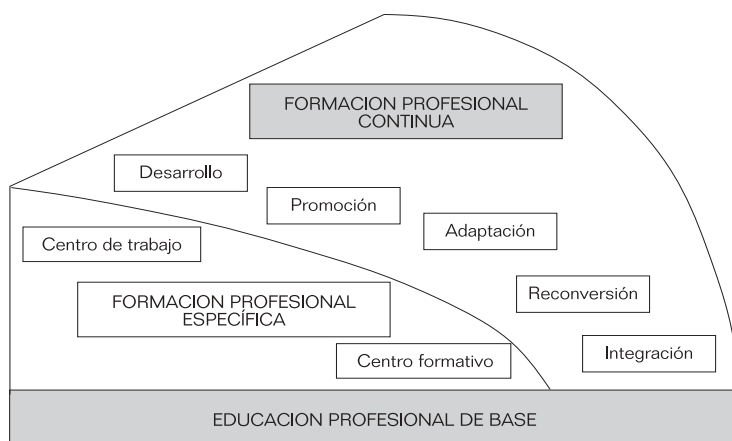 FORMACION PROFESIONAL
CONTINUA
Desarrollo
Promoción
Adaptación
Centro de trabajo
Reconversión
FORMACION PROFESIONAL
ESPECÍFICA
Integración
Centro formativo
EDUCACION PROFESIONAL DE BASE